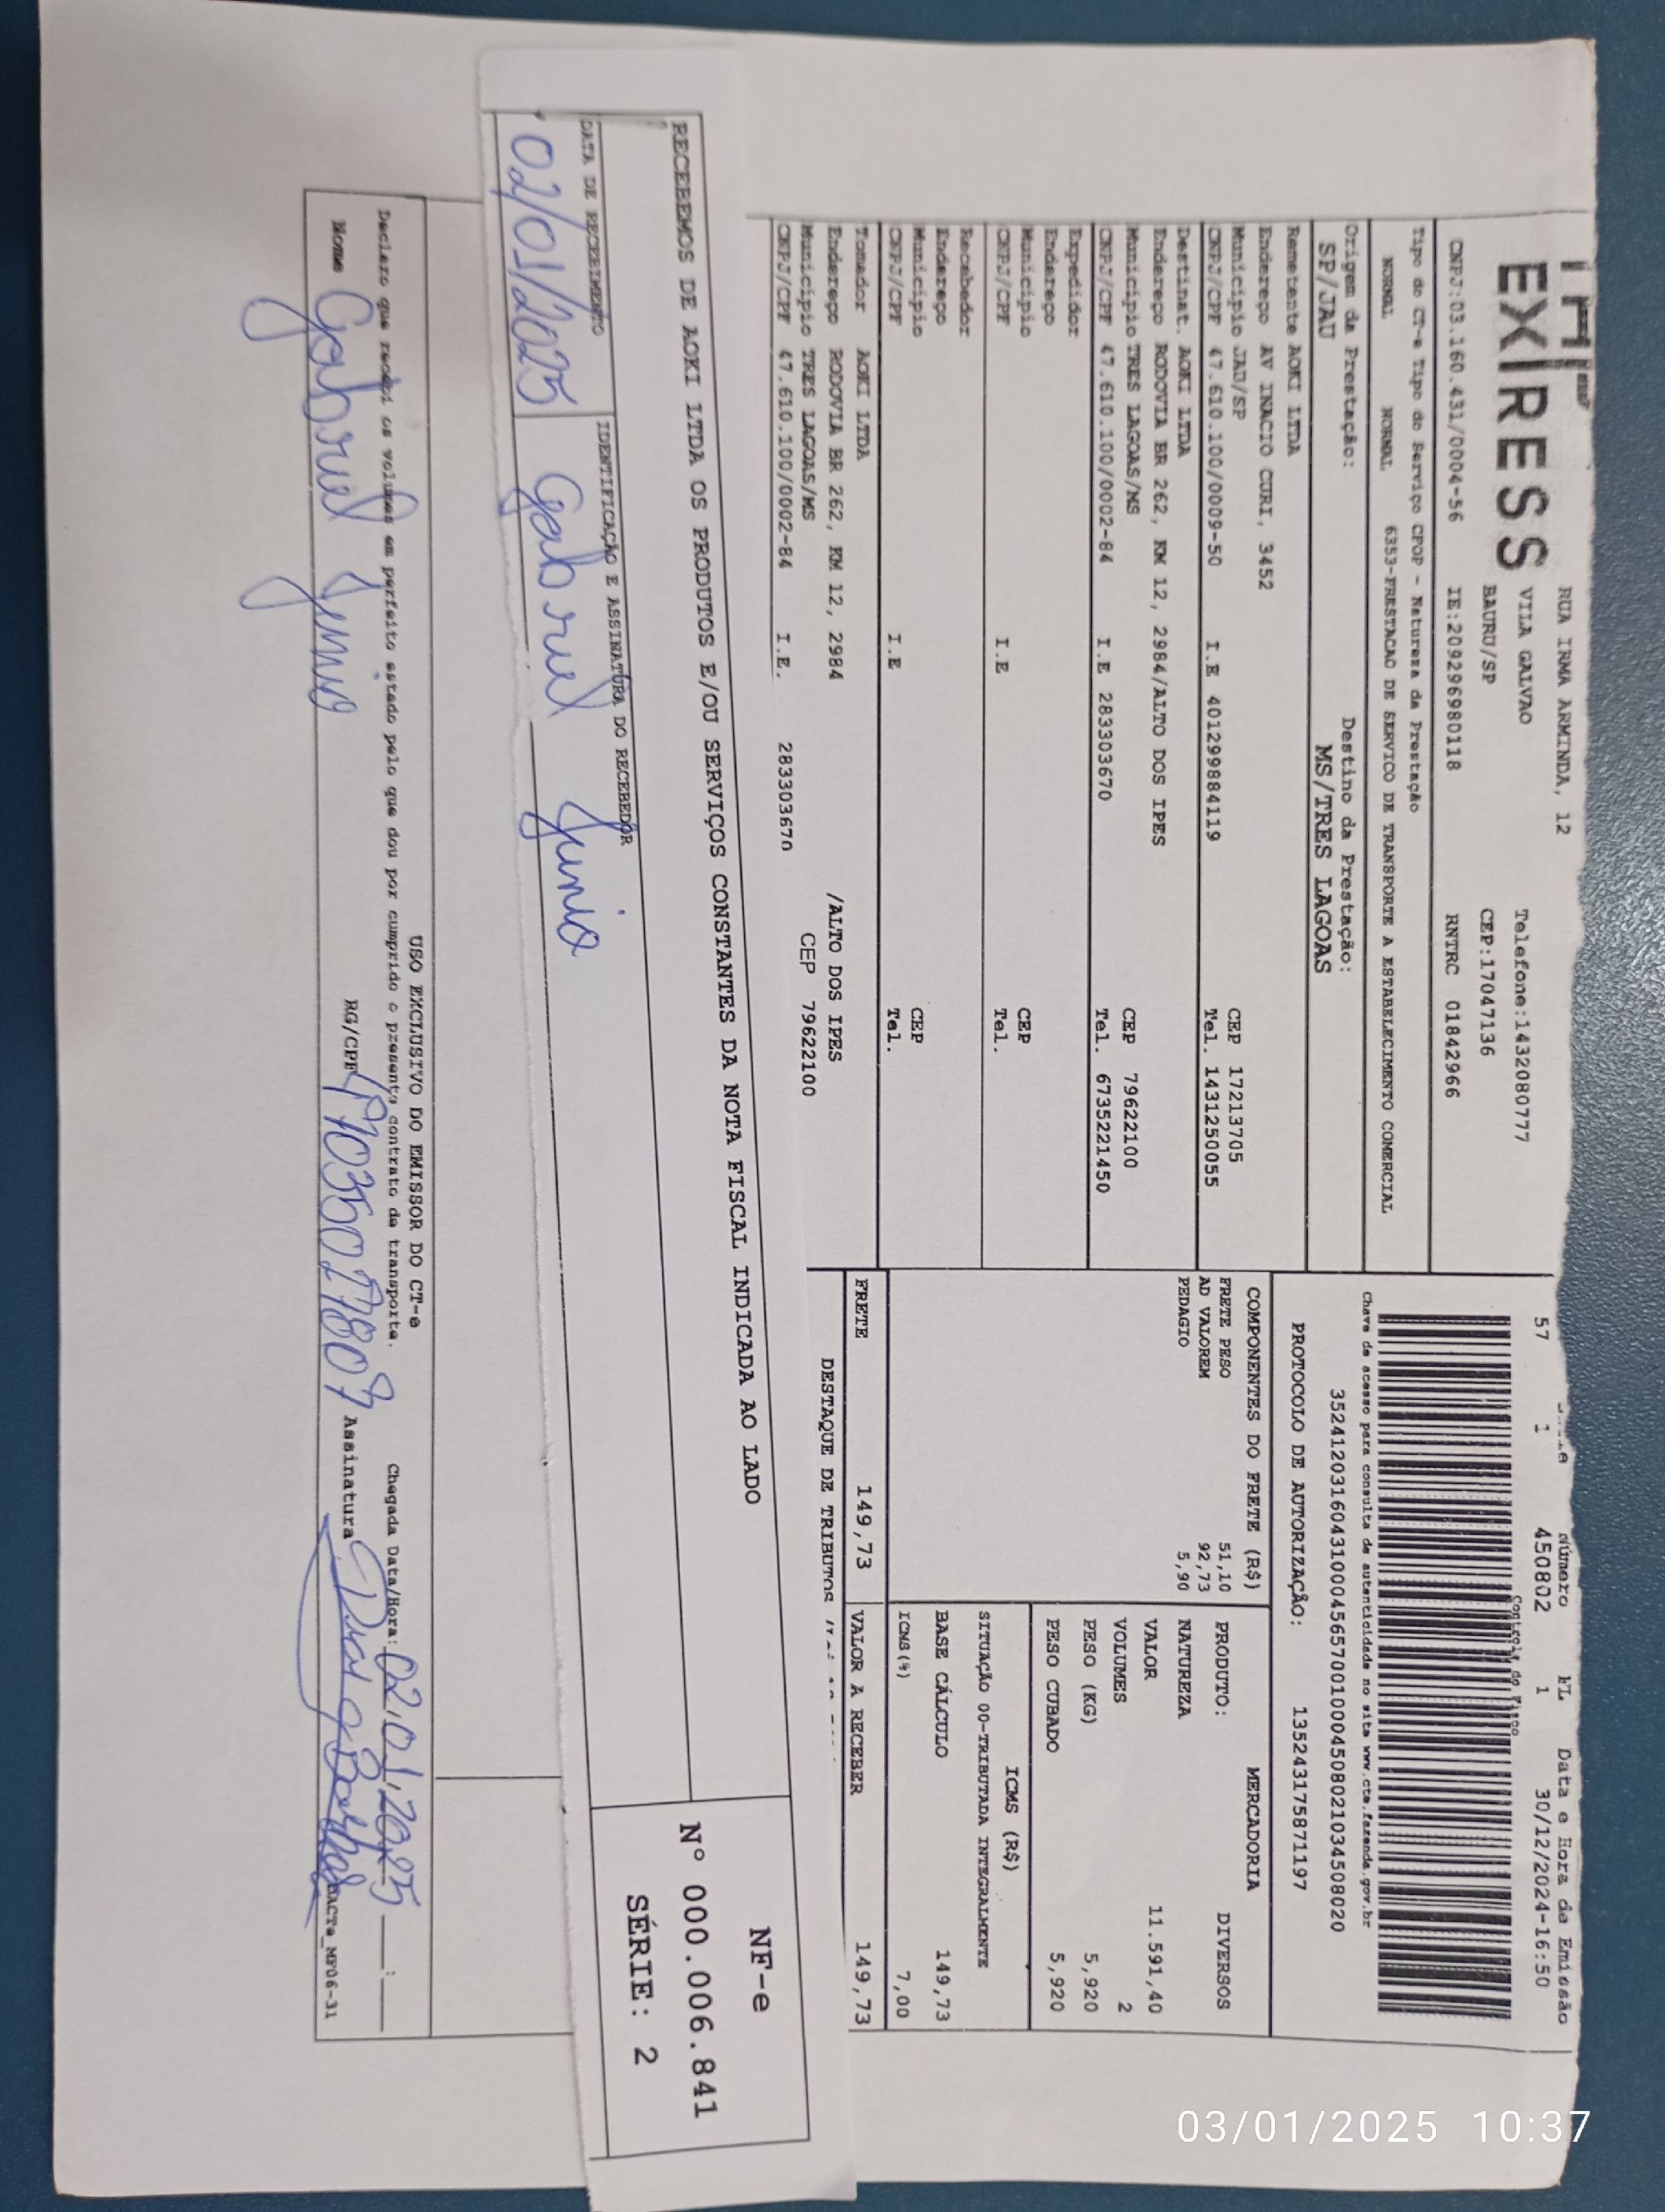 EXPRESS
RUA IRMA ARMINDA, 12
VILA GALVAO
Telefone:1432080777
BAURU/SP
CEP:17047136
CNPJ:03.160.431/0004-56 IE:209296980118 RNTRC 01842966
Número FL Data e Hora de Emissão
57 1 450802 1 30/12/2024-16:50
Controle do Fisco
Chave de acesso para consulta de autenticidade no site www.cte.fazenda.gov.br
35241203160431000456570010004508021034508020
PROTOCOLO DE AUTORIZAÇÃO: 135243175871197
Tipo do CT-e Tipo do Serviço CFOP - Natureza da Prestação
NORMAL NORMAL 6353-PRESTACAO DE SERVICO DE TRANSPORTE A ESTABELECIMENTO COMERCIAL
Origem da Prestação: Destino da Prestação:
SP/JAU MS/TRES LAGOAS
Remetente AOKI LTDA
Endereço AV INACIO CURI, 3452
Município JAU/SP CEP 17213705
CNPJ/CPF 47.610.100/0009-50 I.E 401299884119 Tel. 1431250055
Destinat. AOKI LTDA
Endereço RODOVIA BR 262, KM 12, 2984/ALTO DOS IPES
Município TRES LAGOAS/MS CEP 79622100
CNPJ/CPF 47.610.100/0002-84 I.E 283303670 Tel. 6735221450
Expedidor
Endereço
Município CEP
CNPJ/CPF I.E Tel.
Recebedor
Endereço
Município CEP
CNPJ/CPF I.E Tel.
Tomador AOKI LTDA
Endereço RODOVIA BR 262, KM 12, 2984 /ALTO DOS IPES
Município TRES LAGOAS/MS CEP 79622100
CNPJ/CPF 47.610.100/0002-84 I.E. 283303670
COMPONENTES DO FRETE (R$)
FRETE PESO 51,10
AD VALOREM 92,73
PEDAGIO 5,90
MERCADORIA
PRODUTO: DIVERSOS
NATUREZA
VALOR 11.591,40
VOLUMES 2
PESO (KG) 5,920
PESO CUBADO 5,920
ICMS (R$)
SITUAÇÃO 00-TRIBUTADA INTEGRALMENTE
BASE CÁLCULO 149,73
ICMS(%) 7,00
FRETE 149,73 VALOR A RECEBER 149,73
DESTAQUE DE TRIBUTOS
RECEBEMOS DE AOKI LTDA OS PRODUTOS E/OU SERVIÇOS CONSTANTES DA NOTA FISCAL INDICADA AO LADO
NF-e
Nº 000.006.841
SÉRIE: 2
DATA DE RECEBIMENTO IDENTIFICAÇÃO E ASSINATURA DO RECEBEDOR
02/01/2025 Gabriel Junio
USO EXCLUSIVO DO EMISSOR DO CT-e
Declaro que recebi os volumes em perfeito estado pelo que dou por cumprido o presente contrato de transporte. Chegada Data/Hora: 02/01/2025 __:__
Nome Gabriel Junio RG/CPF Assinatura
DACTe_MP06-31
03/01/2025 10:37